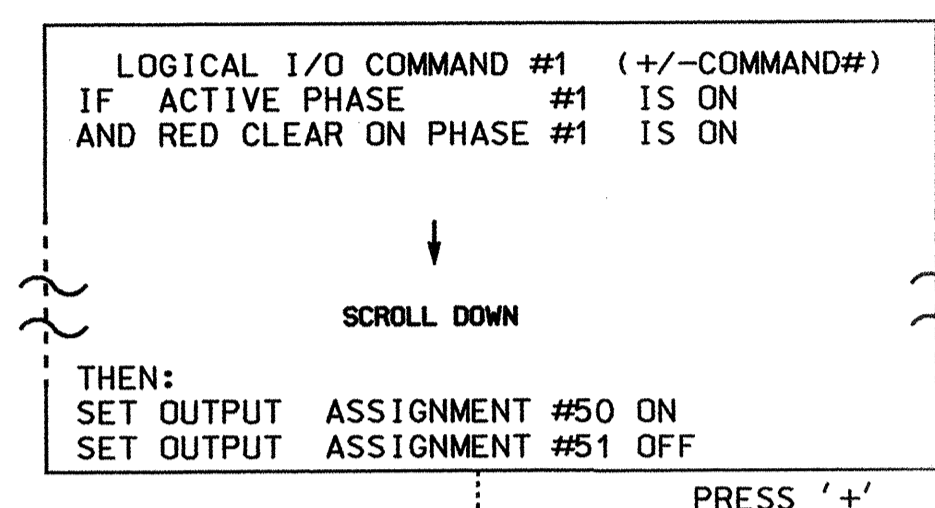 LOGICAL I/O COMMAND #1 (+/-COMMAND#)
IF ACTIVE PHASE #1 IS ON
AND RED CLEAR ON PHASE #1 IS ON
SCROLL DOWN
THEN:
SET OUTPUT ASSIGNMENT #50 ON
SET OUTPUT ASSIGNMENT #51 OFF
PRESS '+'